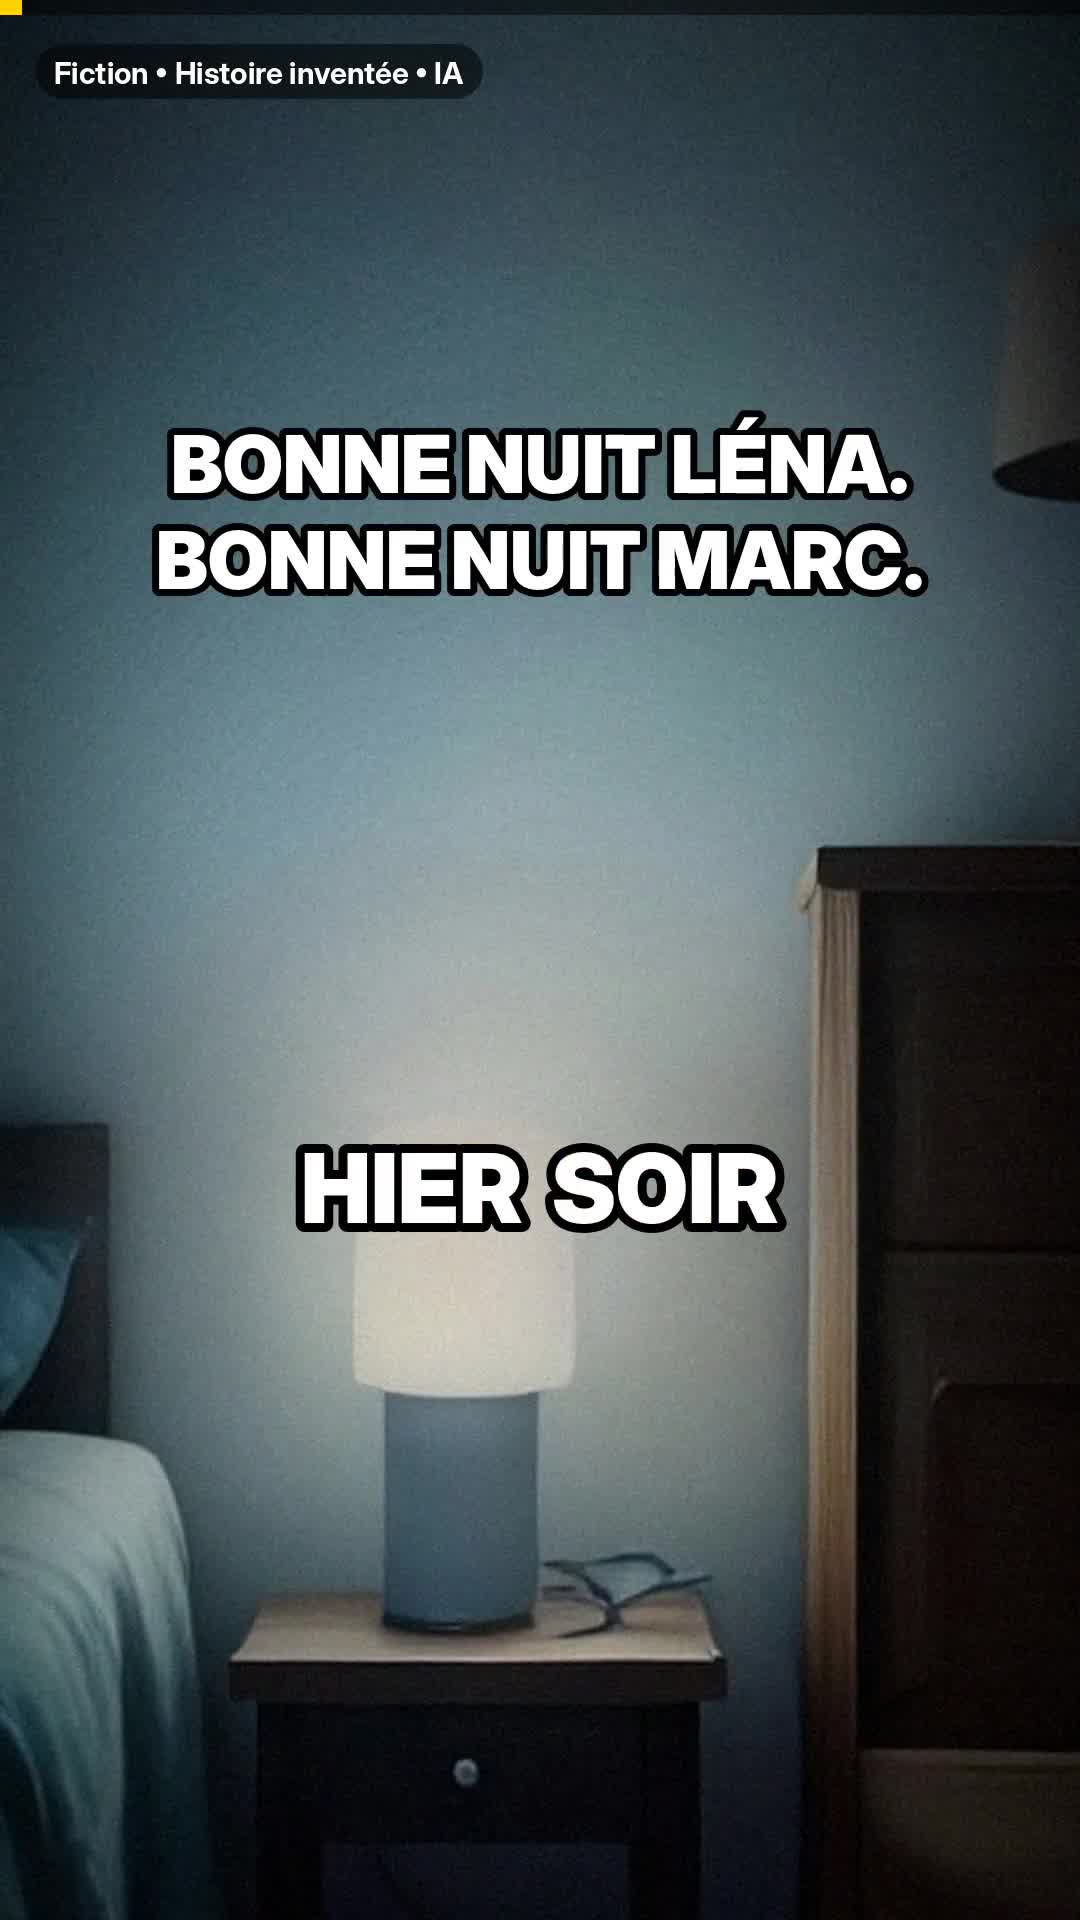 Fiction • Histoire inventée • IA
BONNE NUIT LÉNA.
BONNE NUIT MARC.
HIER SOIR